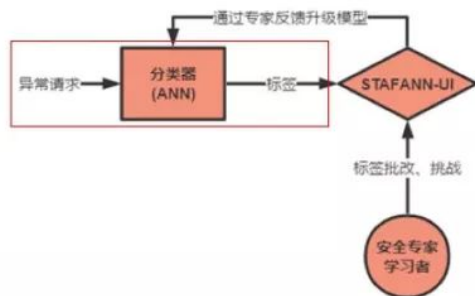 通过专家反馈升级模型
异常请求
分类器
(ANN)
标签
STAFANN-UI
标签批改、挑战
安全专家
学习者